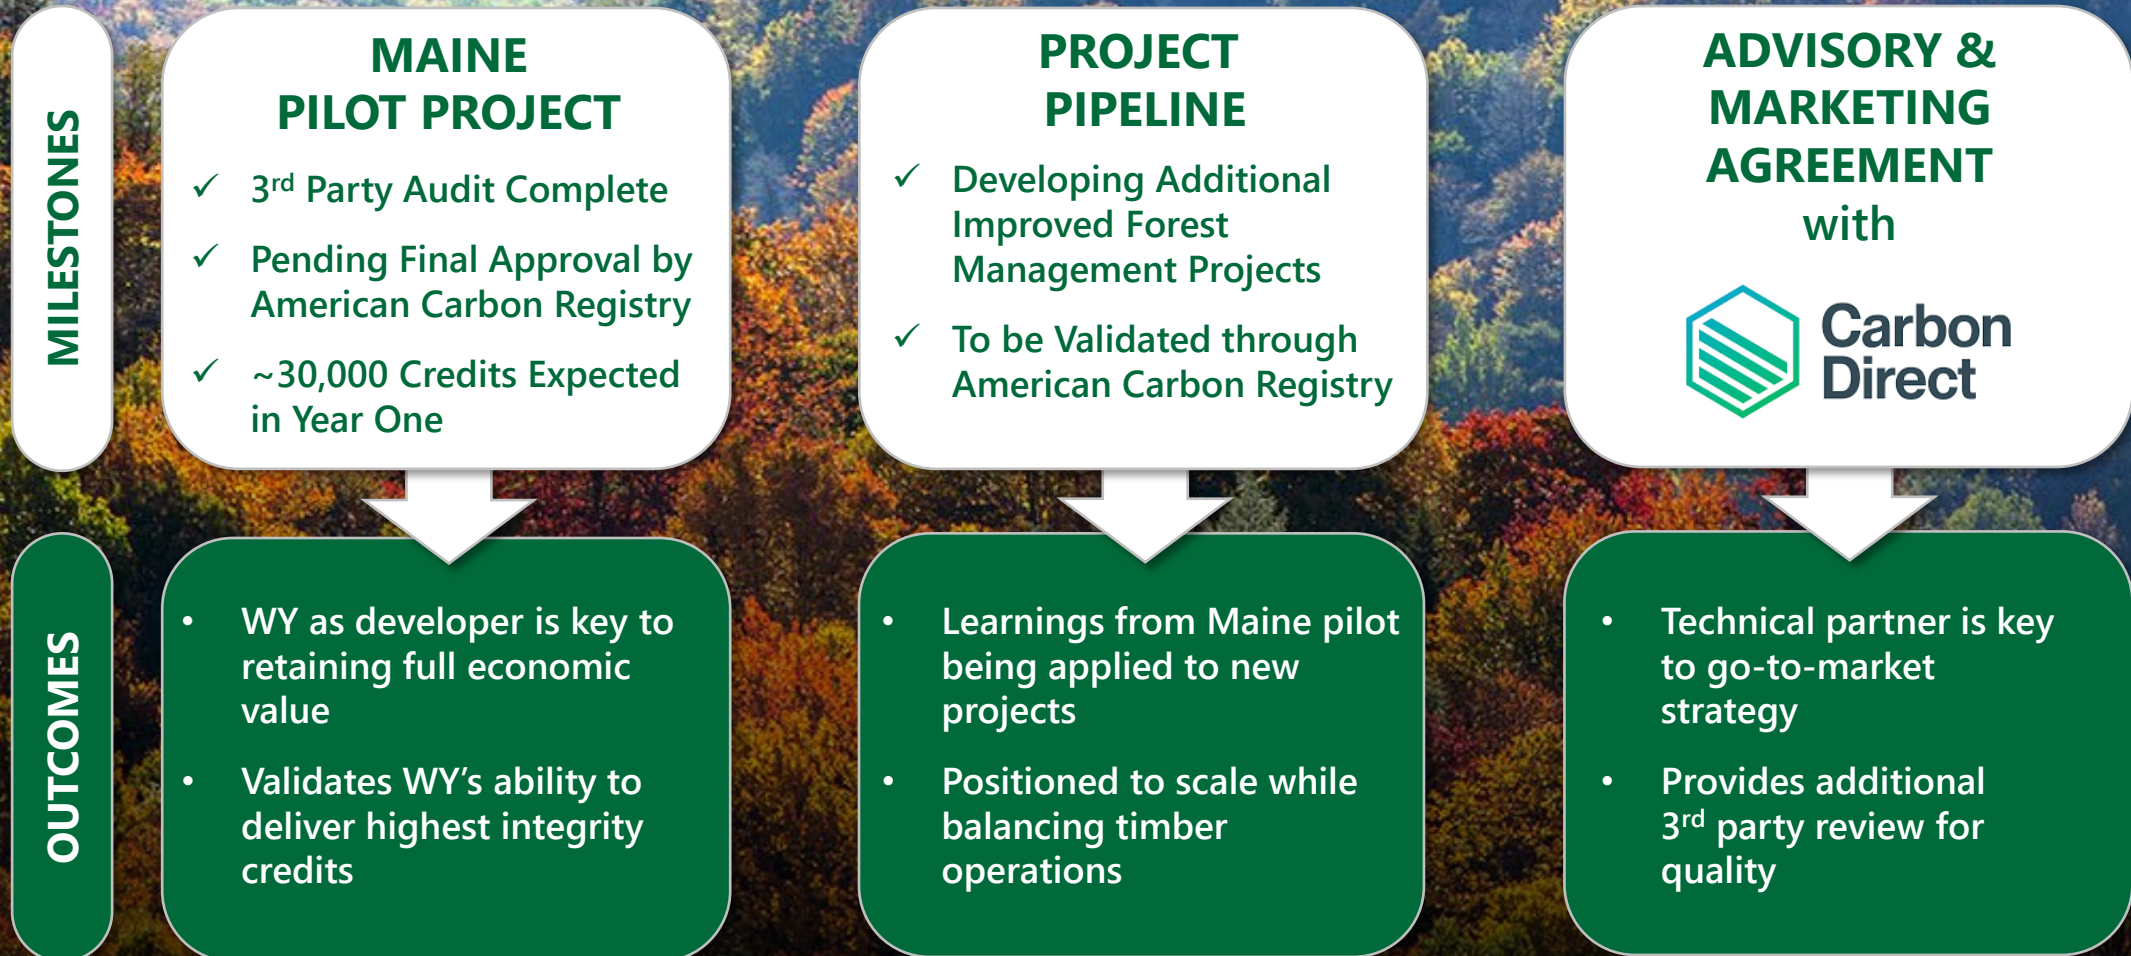 MILESTONES
MAINE
PILOT PROJECT
✓ 3rd Party Audit Complete
✓ Pending Final Approval by
American Carbon Registry
✓ ~30,000 Credits Expected
in Year One
PROJECT
PIPELINE
✓ Developing Additional
Improved Forest
Management Projects
✓ To be Validated through
American Carbon Registry
ADVISORY &
MARKETING
AGREEMENT
with
Carbon
Direct
OUTCOMES
• WY as developer is key to
retaining full economic
value
• Validates WY’s ability to
deliver highest integrity
credits
• Learnings from Maine pilot
being applied to new
projects
• Positioned to scale while
balancing timber
operations
• Technical partner is key
to go-to-market
strategy
• Provides additional
3rd party review for
quality